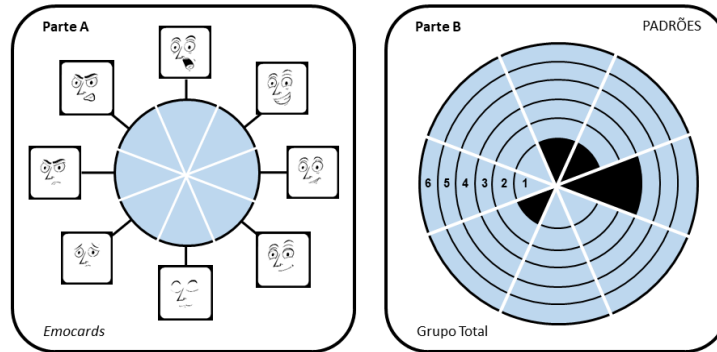 Parte A
Emocards
Parte B
PADRÕES
6 5 4 3 2 1
Grupo Total